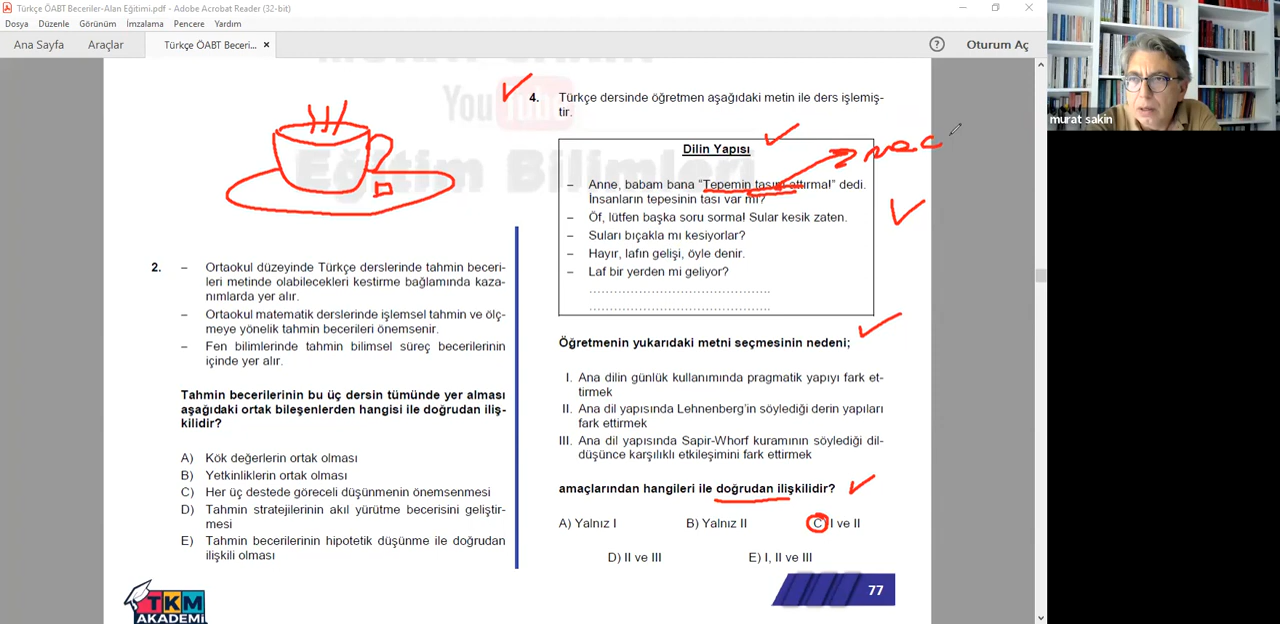 Türkçe ÖABT Beceriler-Alan Eğitimi.pdf - Adobe Acrobat Reader (32-bit)
Dosya Düzenle Görünüm İmzalama Pencere Yardım
Ana Sayfa Araçlar Türkçe ÖABT Beceri... × ? Oturum Aç
YouTube
Eğitim Bilimleri
2. – Ortaokul düzeyinde Türkçe derslerinde tahmin beceri-
leri metinde olabilecekleri kestirme bağlamında kaza-
nımlarda yer alır.
– Ortaokul matematik derslerinde işlemsel tahmin ve ölç-
meye yönelik tahmin becerileri önemsenir.
– Fen bilimlerinde tahmin bilimsel süreç becerilerinin
içinde yer alır.
Tahmin becerilerinin bu üç dersin tümünde yer alması
aşağıdaki ortak bileşenlerden hangisi ile doğrudan iliş-
kilidir?
A) Kök değerlerin ortak olması
B) Yetkinliklerin ortak olması
C) Her üç destede göreceli düşünmenin önemsenmesi
D) Tahmin stratejilerinin akıl yürütme becerisini geliştir-
mesi
E) Tahmin becerilerinin hipotetik düşünme ile doğrudan
ilişkili olması
TKM
AKADEMİ
4. Türkçe dersinde öğretmen aşağıdaki metin ile ders işlemiş-
tir.
Dilin Yapısı
– Anne, babam bana “Tepemin tasını attırma!” dedi.
İnsanların tepesinin tası var mı?
– Öf, lütfen başka soru sorma! Sular kesik zaten.
– Suları bıçakla mı kesiyorlar?
– Hayır, lafın gelişi, öyle denir.
– Laf bir yerden mi geliyor?
Öğretmenin yukarıdaki metni seçmesinin nedeni;
I. Ana dilin günlük kullanımında pragmatik yapıyı fark et-
tirmek
II. Ana dil yapısında Lehnenberg’in söylediği derin yapıları
fark ettirmek
III. Ana dil yapısında Sapir-Whorf kuramının söylediği dil-
düşünce karşılıklı etkileşimini fark ettirmek
amaçlarından hangileri ile doğrudan ilişkilidir?
A) Yalnız I B) Yalnız II C) I ve II
D) II ve III E) I, II ve III
77
murat sakin